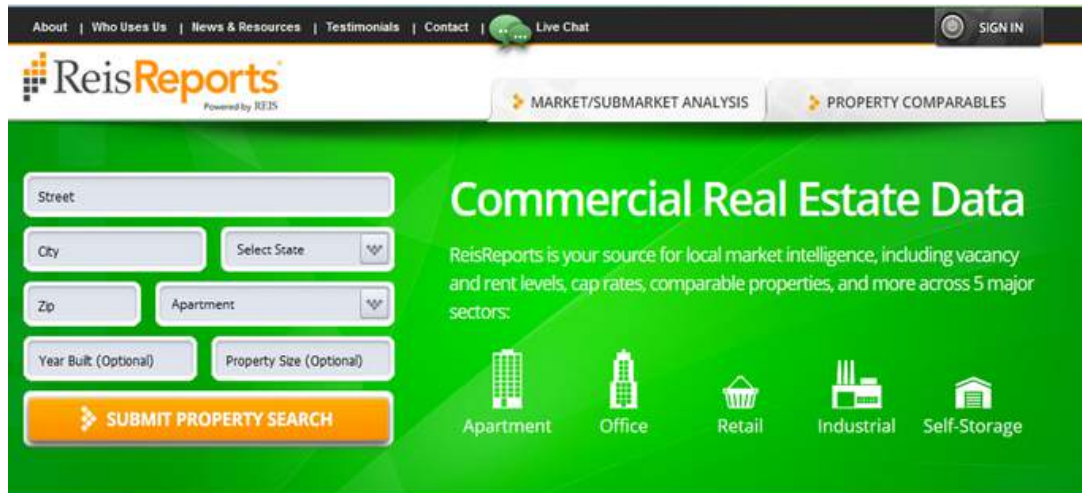 About | Who Uses Us | News & Resources | Testimonials | Contact | Live Chat
SIGN IN
ReisReports
Powered by REIS
MARKET/SUBMARKET ANALYSIS
PROPERTY COMPARABLES
Street
City
Select State
Zip
Apartment
Year Built (Optional)
Property Size (Optional)
SUBMIT PROPERTY SEARCH
Commercial Real Estate Data
ReisReports is your source for local market intelligence, including vacancy
and rent levels, cap rates, comparable properties, and more across 5 major
sectors:
Apartment
Office
Retail
Industrial
Self-Storage